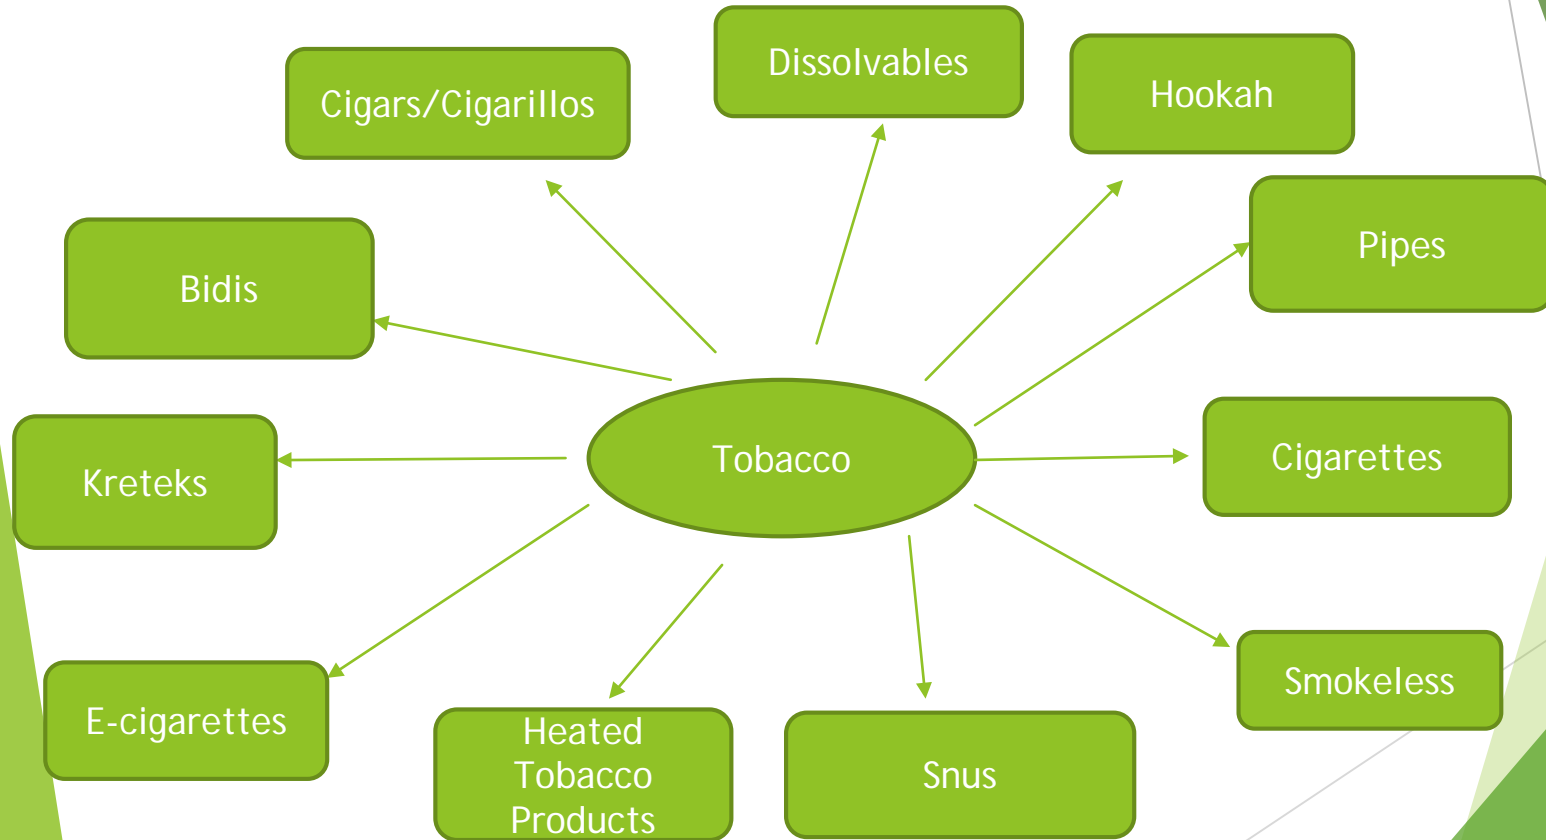 Dissolvables
Cigars/Cigarillos
Hookah
Pipes
Bidis
Tobacco
Cigarettes
Kreteks
Smokeless
E-cigarettes
Heated
Tobacco
Products
Snus